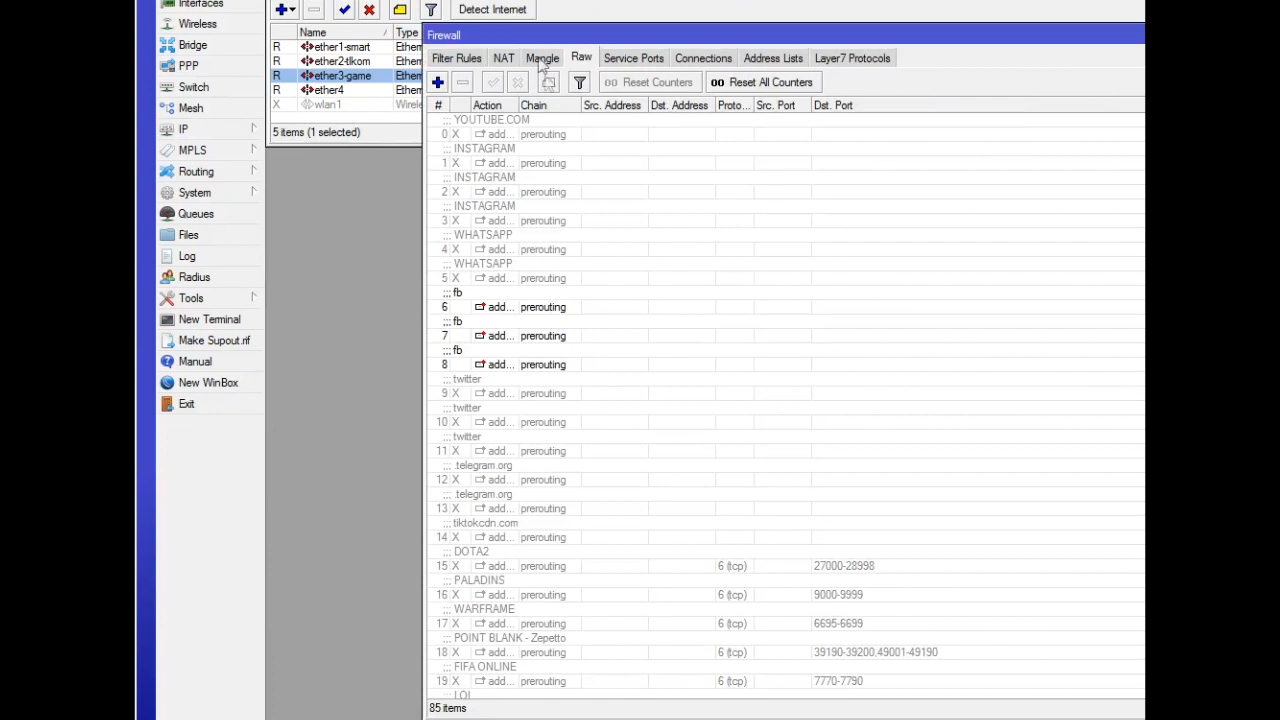 Interfaces
Wireless
Bridge
PPP
Switch
Mesh
IP
MPLS
Routing
System
Queues
Files
Log
Radius
Tools
New Terminal
Make Supout.rif
Manual
New WinBox
Exit
Detect Internet
Name Type
R ether1-smart Ethern
R ether2-tlkom Ethern
R ether3-game Ethern
R ether4 Ethern
X wlan1 Wirele
5 items (1 selected)
Firewall
Filter Rules NAT Mangle Raw Service Ports Connections Address Lists Layer7 Protocols
00 Reset Counters 00 Reset All Counters
# Action Chain Src. Address Dst. Address Proto... Src. Port Dst. Port
::: YOUTUBE.COM
0 X add... prerouting
::: INSTAGRAM
1 X add... prerouting
::: INSTAGRAM
2 X add... prerouting
::: INSTAGRAM
3 X add... prerouting
::: WHATSAPP
4 X add... prerouting
::: WHATSAPP
5 X add... prerouting
::: fb
6 add... prerouting
::: fb
7 add... prerouting
::: fb
8 add... prerouting
::: twitter
9 X add... prerouting
::: twitter
10 X add... prerouting
::: twitter
11 X add... prerouting
::: .telegram.org
12 X add... prerouting
::: .telegram.org
13 X add... prerouting
::: tiktokcdn.com
14 X add... prerouting
::: DOTA2
15 X add... prerouting 6 (tcp) 27000-28998
::: PALADINS
16 X add... prerouting 6 (tcp) 9000-9999
::: WARFRAME
17 X add... prerouting 6 (tcp) 6695-6699
::: POINT BLANK - Zepetto
18 X add... prerouting 6 (tcp) 39190-39200,49001-49190
::: FIFA ONLINE
19 X add... prerouting 6 (tcp) 7770-7790
::: LOL
85 items